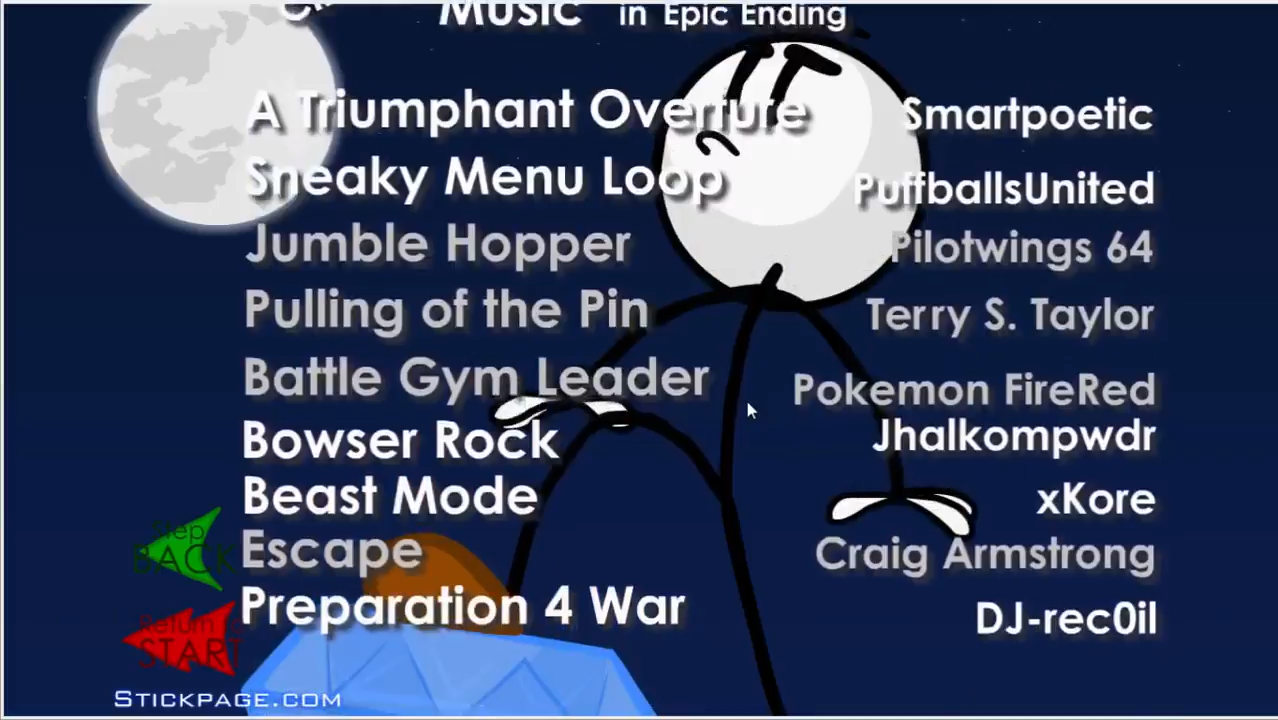 Music in Epic Ending
A Triumphant Overture Smartpoetic
Sneaky Menu Loop PuffballsUnited
Jumble Hopper Pilotwings 64
Pulling of the Pin Terry S. Taylor
Battle Gym Leader Pokemon FireRed
Bowser Rock Jhalkompwdr
Beast Mode xKore
Escape Craig Armstrong
Preparation 4 War DJ-rec0il
Step
BACK
Return 2
START
Stickpage.com